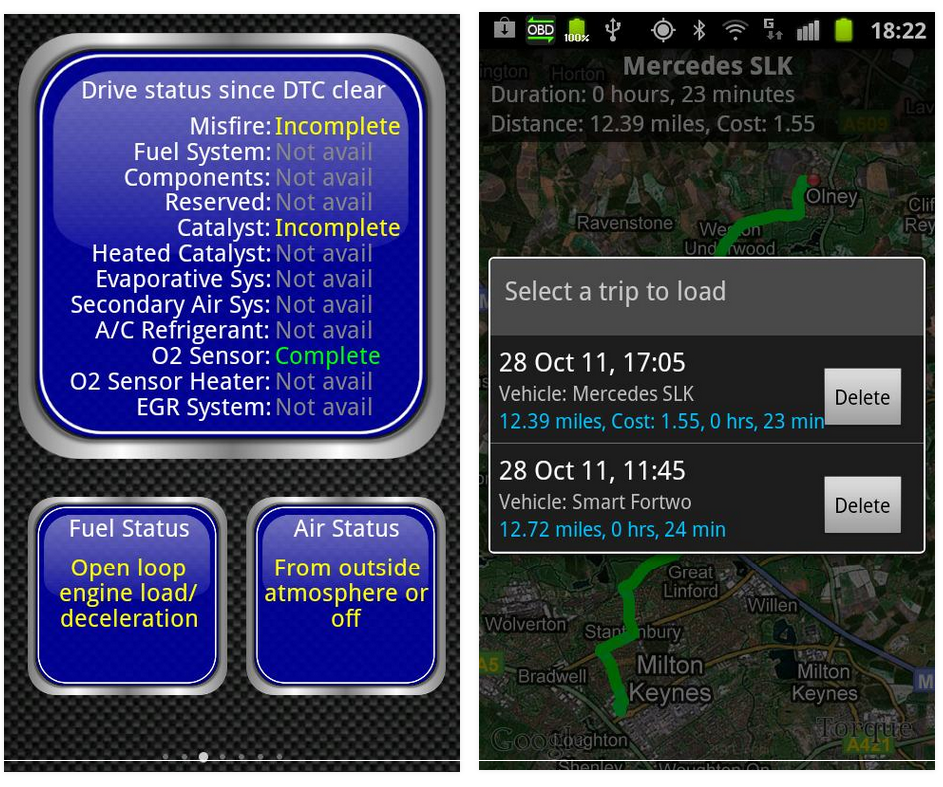 Drive status since DTC clear
Misfire: Incomplete
Fuel System: Not avail
Components: Not avail
Reserved: Not avail
Catalyst: Incomplete
Heated Catalyst: Not avail
Evaporative Sys: Not avail
Secondary Air Sys: Not avail
A/C Refrigerant: Not avail
O2 Sensor: Complete
O2 Sensor Heater: Not avail
EGR System: Not avail
Fuel Status
Open loop
engine load/
deceleration
Air Status
From outside
atmosphere or
off
OBD
100%
G
18:22
Horton
Mercedes SLK
Duration: 0 hours, 23 minutes
Distance: 12.39 miles, Cost: 1.55
A509
Olney
Ravenstone
Weston
Underwood
Select a trip to load
28 Oct 11, 17:05
Vehicle: Mercedes SLK
12.39 miles, Cost: 1.55, 0 hrs, 23 min
Delete
28 Oct 11, 11:45
Vehicle: Smart Fortwo
12.72 miles, 0 hrs, 24 min
Delete
Great
Linford
Willen
Wolverton
Stantonbury
A5
Bradwell
Milton
Keynes
Milton
Keynes
M
Google
Loughton
Torque
A421
Shenley